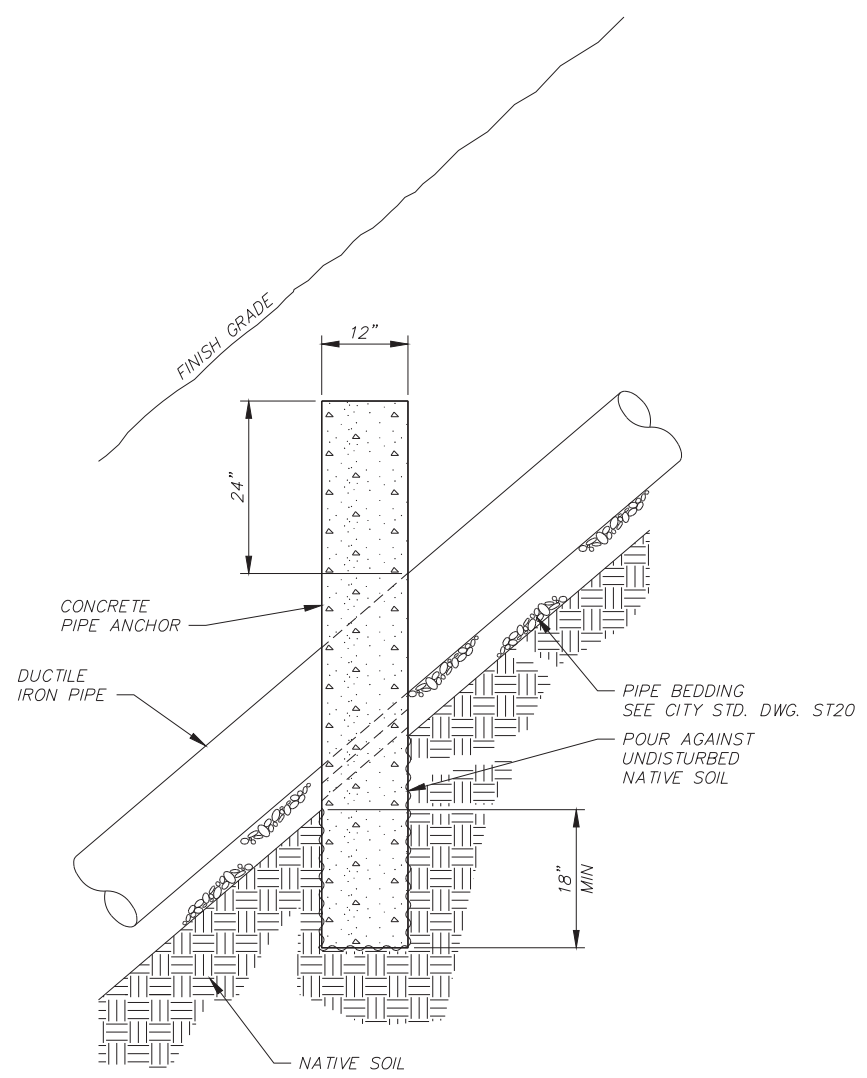 FINISH GRADE
12"
24"
CONCRETE
PIPE ANCHOR
DUCTILE
IRON PIPE
PIPE BEDDING
SEE CITY STD. DWG. ST20
POUR AGAINST
UNDISTURBED
NATIVE SOIL
18"
MIN
NATIVE SOIL